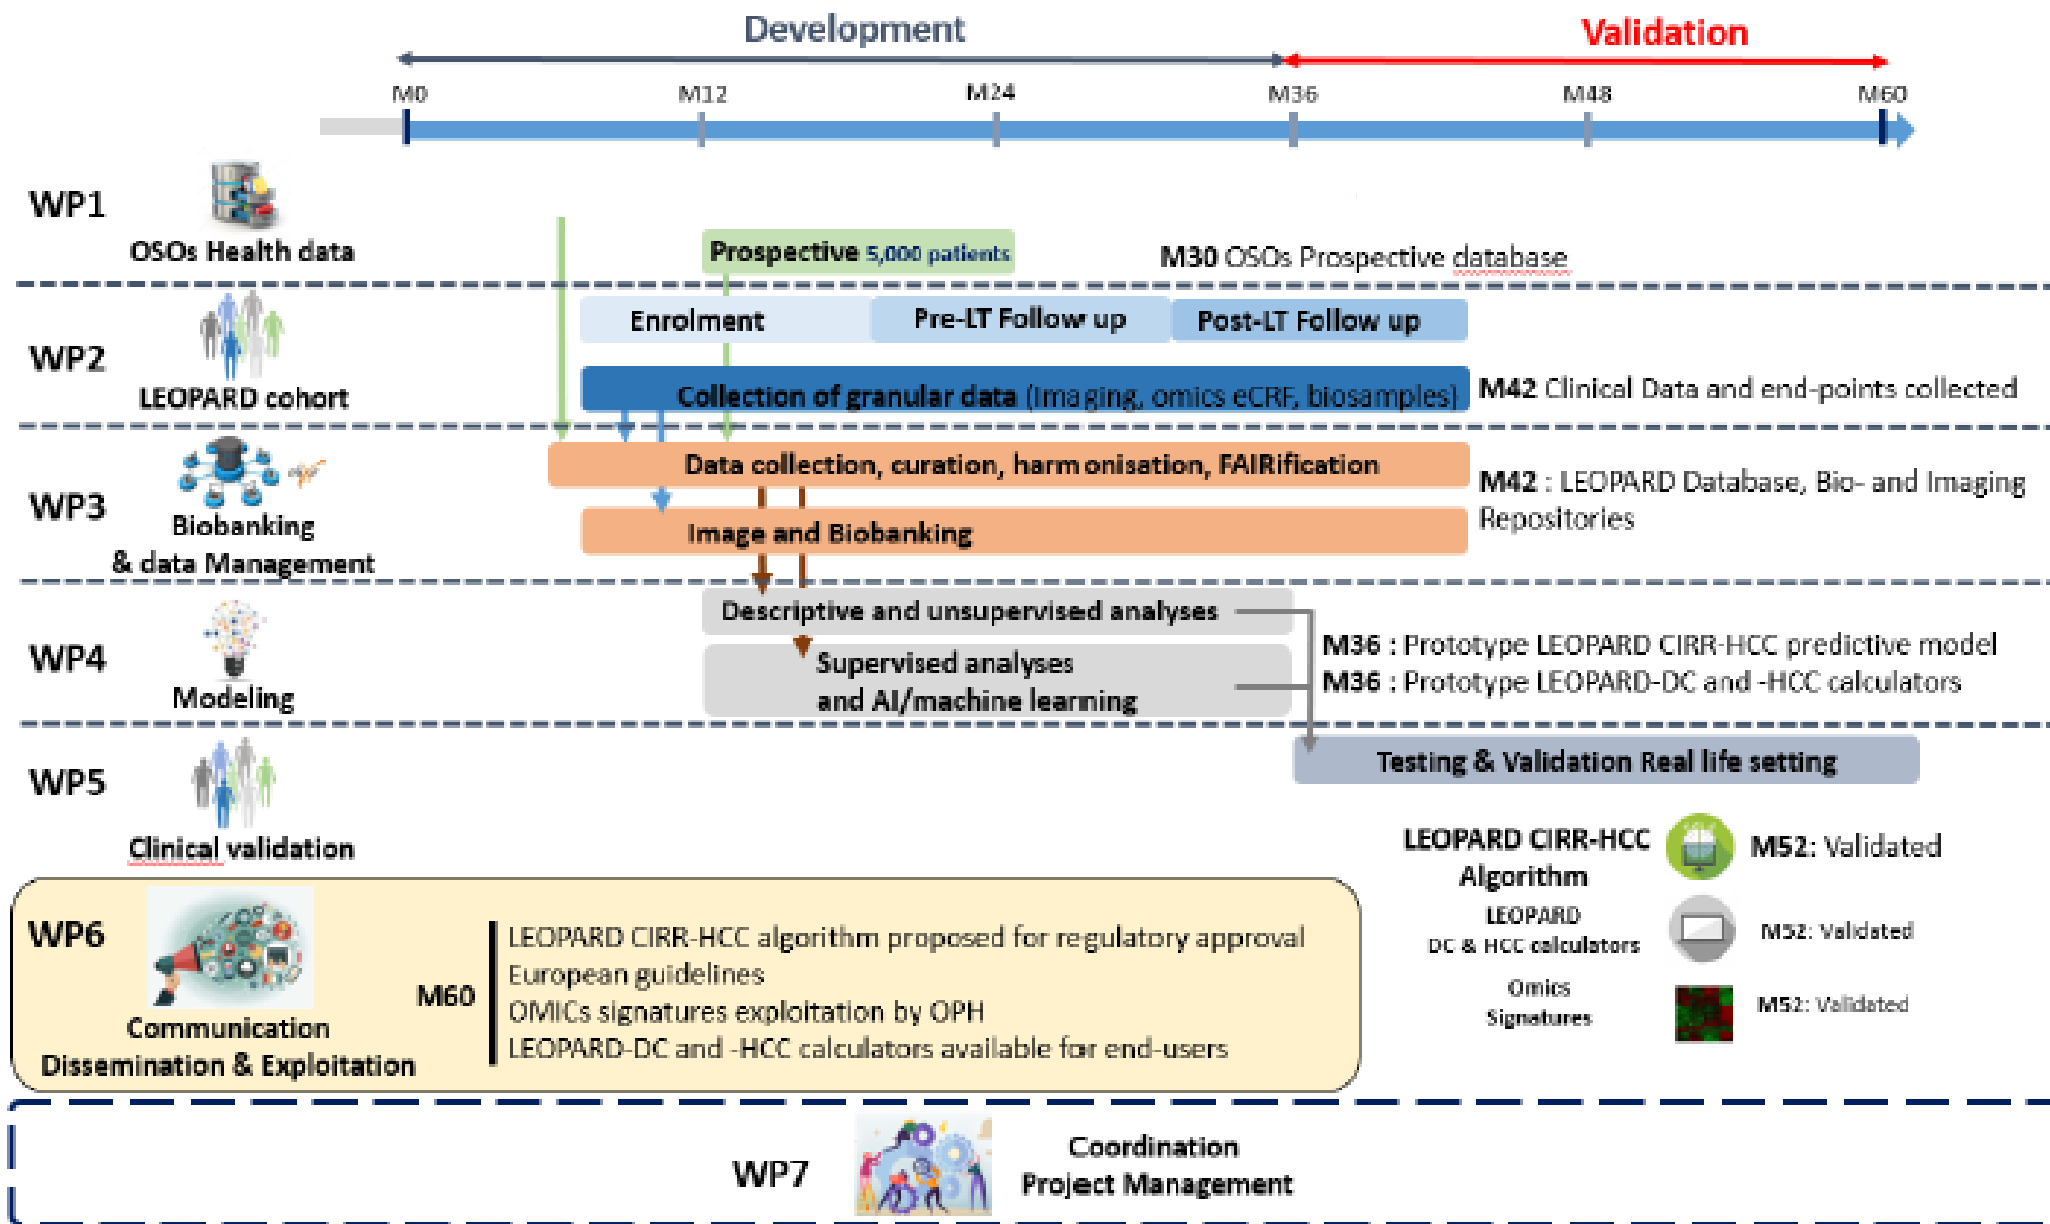 Development
Validation
M0
M12
M24
M36
M48
M60
WP1
OSOs Health data
Prospective 5,000 patients
M30 OSOs Prospective database
WP2
LEOPARD cohort
Enrolment
Pre-LT Follow up
Post-LT Follow up
Collection of granular data (Imaging, omics eCRF, biosamples)
M42 Clinical Data and end-points collected
WP3
Biobanking
& data Management
Data collection, curation, harmonisation, FAIRification
Image and Biobanking
M42 : LEOPARD Database, Bio- and Imaging
Repositories
WP4
Modeling
Descriptive and unsupervised analyses
Supervised analyses
and AI/machine learning
M36 : Prototype LEOPARD CIRR-HCC predictive model
M36 : Prototype LEOPARD-DC and -HCC calculators
WP5
Clinical validation
Testing & Validation Real life setting
LEOPARD CIRR-HCC
Algorithm
M52: Validated
LEOPARD
DC & HCC calculators
M52: Validated
Omics
Signatures
M52: Validated
WP6
Communication
Dissemination & Exploitation
M60
LEOPARD CIRR-HCC algorithm proposed for regulatory approval
European guidelines
OMICs signatures exploitation by OPH
LEOPARD-DC and -HCC calculators available for end-users
WP7
Coordination
Project Management